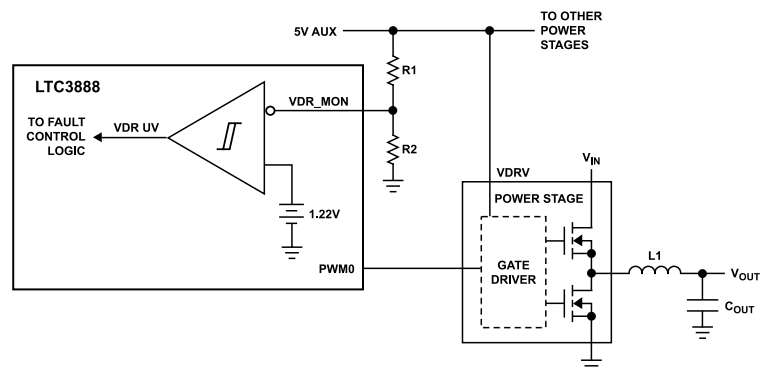 TO OTHER
POWER
STAGES
5V AUX
R1
LTC3888
VDR_MON
TO FAULT
CONTROL
LOGIC
VDR UV
R2
VIN
VDRV
POWER STAGE
1.22V
L1
PWM0
GATE
DRIVER
VOUT
COUT